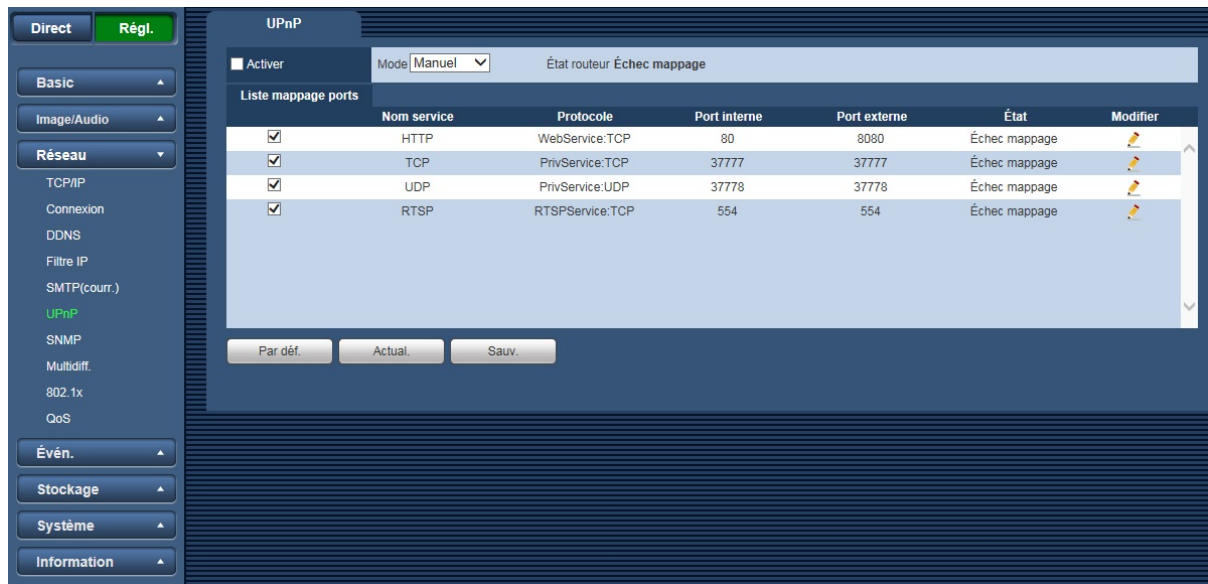 Direct
Régl.
Basic
Image/Audio
Réseau
TCP/IP
Connexion
DDNS
Filtre IP
SMTP(courr.)
UPnP
SNMP
Multidiff.
802.1x
QoS
Évén.
Stockage
Système
Information
UPnP
Activer Mode Manuel État routeur Échec mappage
Liste mappage ports
Nom service Protocole Port interne Port externe État Modifier
HTTP WebService:TCP 80 8080 Échec mappage
TCP PrivService:TCP 37777 37777 Échec mappage
UDP PrivService:UDP 37778 37778 Échec mappage
RTSP RTSPService:TCP 554 554 Échec mappage
Par déf. Actual. Sauv.